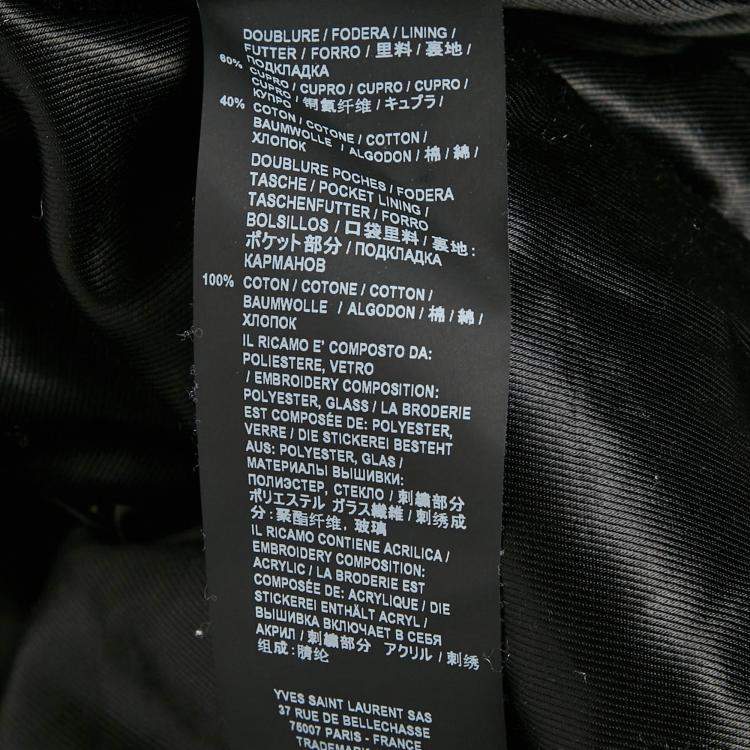 DOUBLURE / FODERA / LINING /
FUTTER / FORRO / 里料 / 裏地 /
ПОДКЛАДКА
60% CUPRO / CUPRO / CUPRO / CUPRO /
CUPRO
КУПРО / 铜氨纤维 / キュプラ /
40% COTON / COTONE / COTTON /
BAUMWOLLE / ALGODON / 棉 / 綿 /
ХЛОПОК
DOUBLURE POCHES / FODERA
TASCHE / POCKET LINING /
TASCHENFUTTER / FORRO
BOLSILLOS / 口袋里料 / 裏地:
ポケット部分 / ПОДКЛАДКА
КАРМАНОВ
100% COTON / COTONE / COTTON /
BAUMWOLLE / ALGODON / 棉 / 綿 /
ХЛОПОК
IL RICAMO E' COMPOSTO DA:
POLIESTERE, VETRO
/ EMBROIDERY COMPOSITION:
POLYESTER, GLASS / LA BRODERIE
EST COMPOSÉE DE: POLYESTER,
VERRE / DIE STICKEREI BESTEHT
AUS: POLYESTER, GLAS /
МАТЕРИАЛЫ ВЫШИВКИ:
ПОЛИЭСТЕР, СТЕКЛО / 刺繍部分
ポリエステル ガラス繊維 / 刺绣成
分:聚酯纤维, 玻璃
IL RICAMO CONTIENE ACRILICA /
EMBROIDERY COMPOSITION:
ACRYLIC / LA BRODERIE EST
COMPOSÉE DE: ACRYLIQUE / DIE
STICKEREI ENTHÄLT ACRYL /
ВЫШИВКА ВКЛЮЧАЕТ В СЕБЯ
АКРИЛ / 刺繍部分 アクリル / 刺绣
组成:腈纶
YVES SAINT LAURENT SAS
37 RUE DE BELLECHASSE
75007 PARIS - FRANCE
TRADEMARK